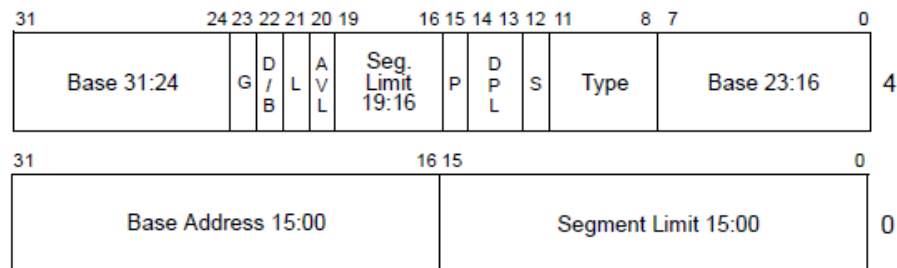 31 24 23 22 21 20 19 16 15 14 13 12 11 8 7 0
Base 31:24 G D/B L AVL Seg. Limit 19:16 P DPL S Type Base 23:16 4
31 16 15 0
Base Address 15:00 Segment Limit 15:00 0